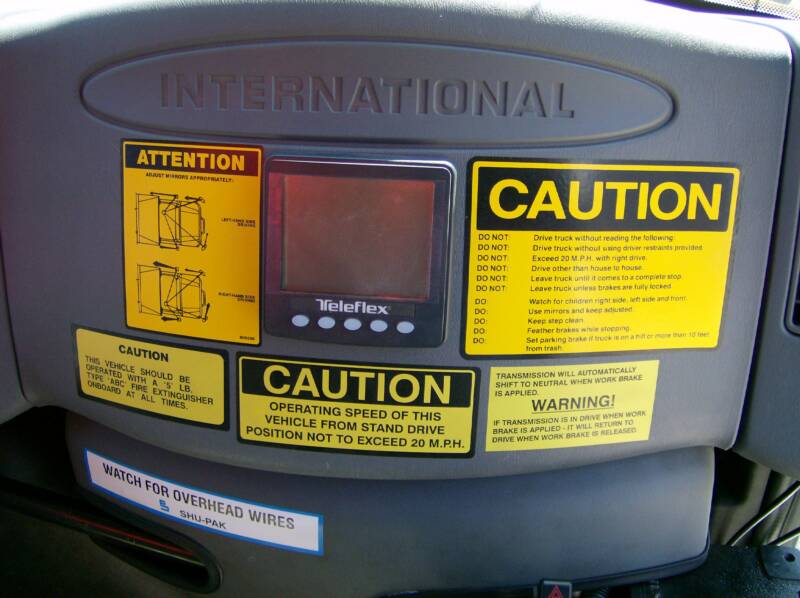 INTERNATIONAL
ATTENTION
ADJUST MIRRORS APPROPRIATELY:
LEFT-HAND SIDE
DRIVING
RIGHT-HAND SIDE
DRIVING
Teleflex
CAUTION
DO NOT: Drive truck without reading the following:
DO NOT: Drive truck without using driver restraints provided.
DO NOT: Exceed 20 M.P.H. with right drive.
DO NOT: Drive other than house to house.
DO NOT: Leave truck until it comes to a complete stop.
DO NOT: Leave truck unless brakes are fully locked.
DO: Watch for children right side, left side and front.
DO: Use mirrors and keep adjusted.
DO: Keep step clean.
DO: Feather brakes while stopping.
DO: Set parking brake if truck is on a hill or more than 10 feet
from trash.
CAUTION
THIS VEHICLE SHOULD BE
OPERATED WITH A '5' LB.
TYPE 'ABC' FIRE EXTINGUISHER
ONBOARD AT ALL TIMES.
CAUTION
OPERATING SPEED OF THIS
VEHICLE FROM STAND DRIVE
POSITION NOT TO EXCEED 20 M.P.H.
TRANSMISSION WILL AUTOMATICALLY
SHIFT TO NEUTRAL WHEN WORK BRAKE
IS APPLIED.
WARNING!
IF TRANSMISSION IS IN DRIVE WHEN WORK
BRAKE IS APPLIED - IT WILL RETURN TO
DRIVE WHEN WORK BRAKE IS RELEASED.
WATCH FOR OVERHEAD WIRES
SHU-PAK